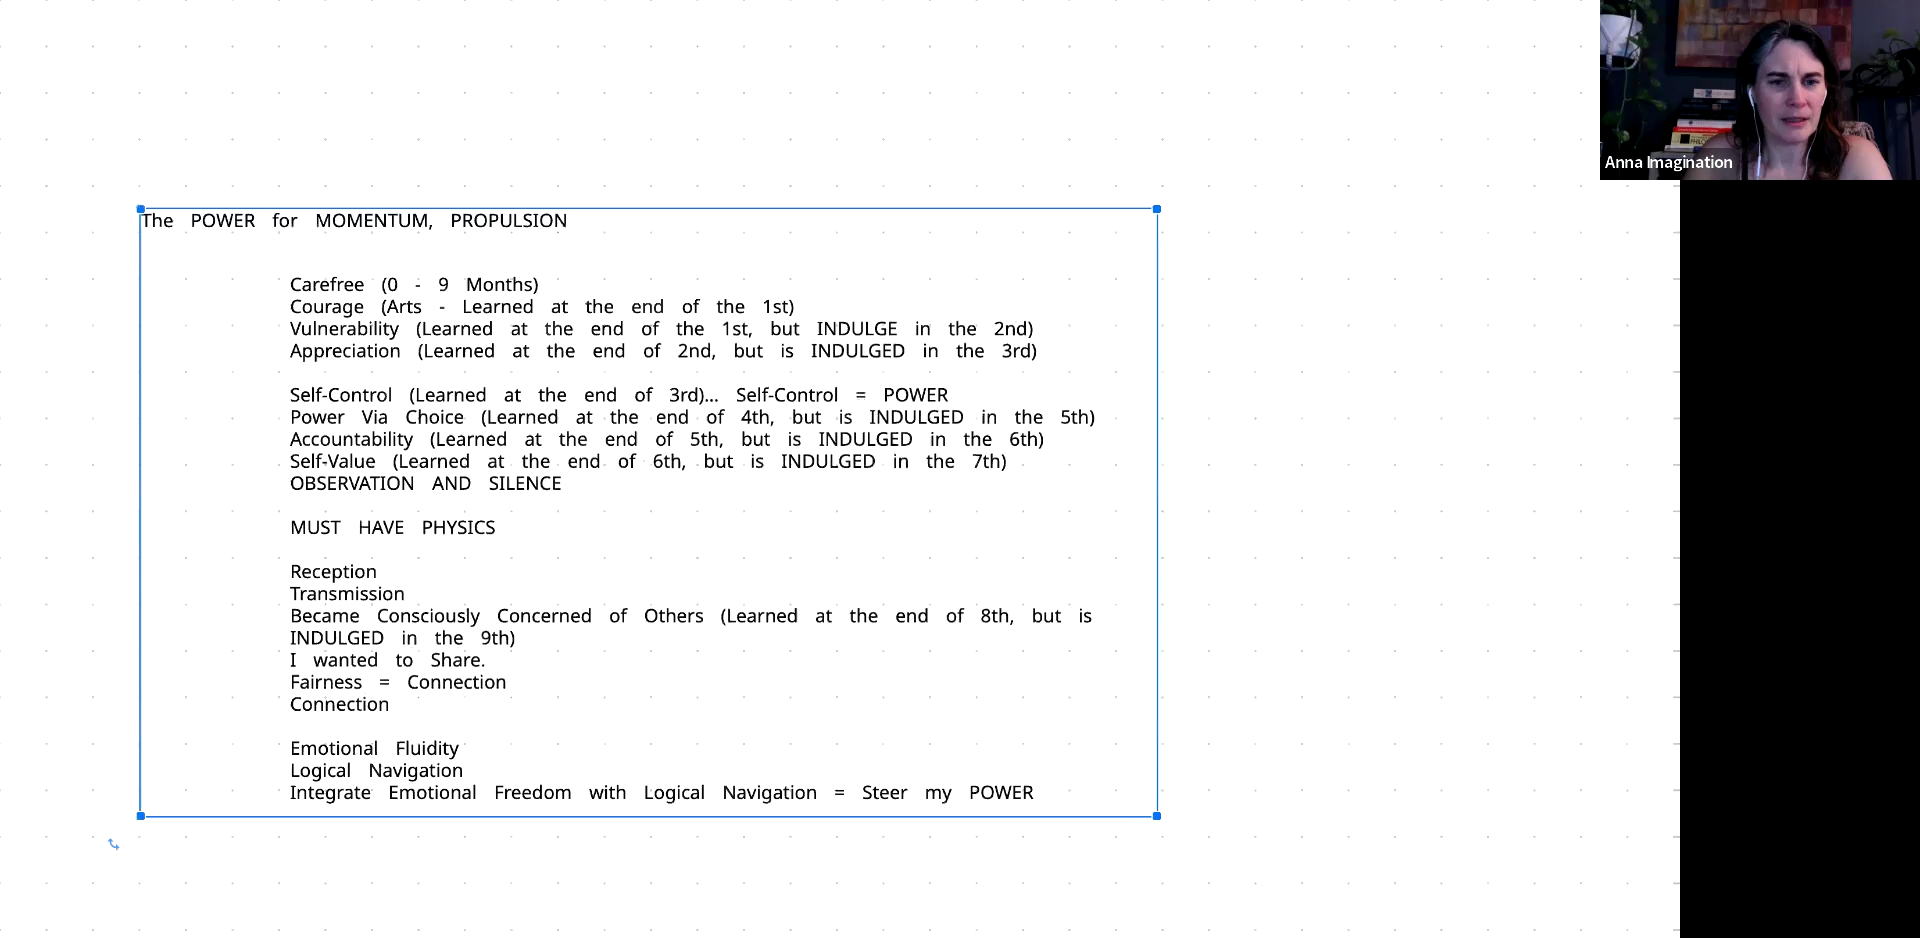 Anna Imagination
The POWER for MOMENTUM, PROPULSION
Carefree (0 - 9 Months)
Courage (Arts - Learned at the end of the 1st)
Vulnerability (Learned at the end of the 1st, but INDULGE in the 2nd)
Appreciation (Learned at the end of 2nd, but is INDULGED in the 3rd)
Self-Control (Learned at the end of 3rd)... Self-Control = POWER
Power Via Choice (Learned at the end of 4th, but is INDULGED in the 5th)
Accountability (Learned at the end of 5th, but is INDULGED in the 6th)
Self-Value (Learned at the end of 6th, but is INDULGED in the 7th)
OBSERVATION AND SILENCE
MUST HAVE PHYSICS
Reception
Transmission
Became Consciously Concerned of Others (Learned at the end of 8th, but is
INDULGED in the 9th)
I wanted to Share.
Fairness = Connection
Connection
Emotional Fluidity
Logical Navigation
Integrate Emotional Freedom with Logical Navigation = Steer my POWER